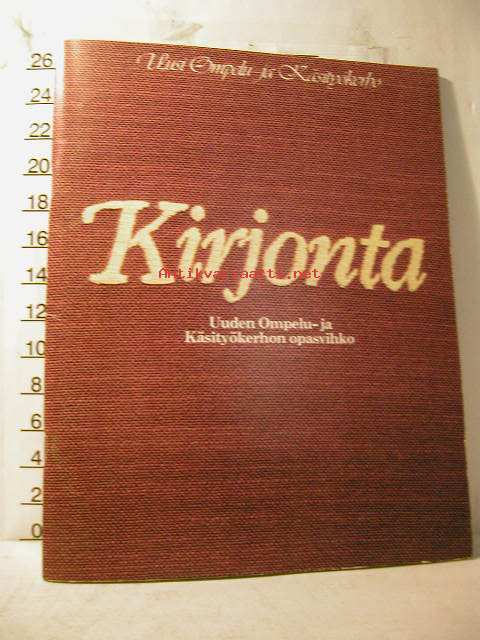 Uusi Ompelu- ja Käsityökerho
Kirjonta
Antikvariaatti.net
Uuden Ompelu- ja
Käsityökerhon opasvihko
26
24
22
20
18
16
14
12
10
8
6
4
2
0